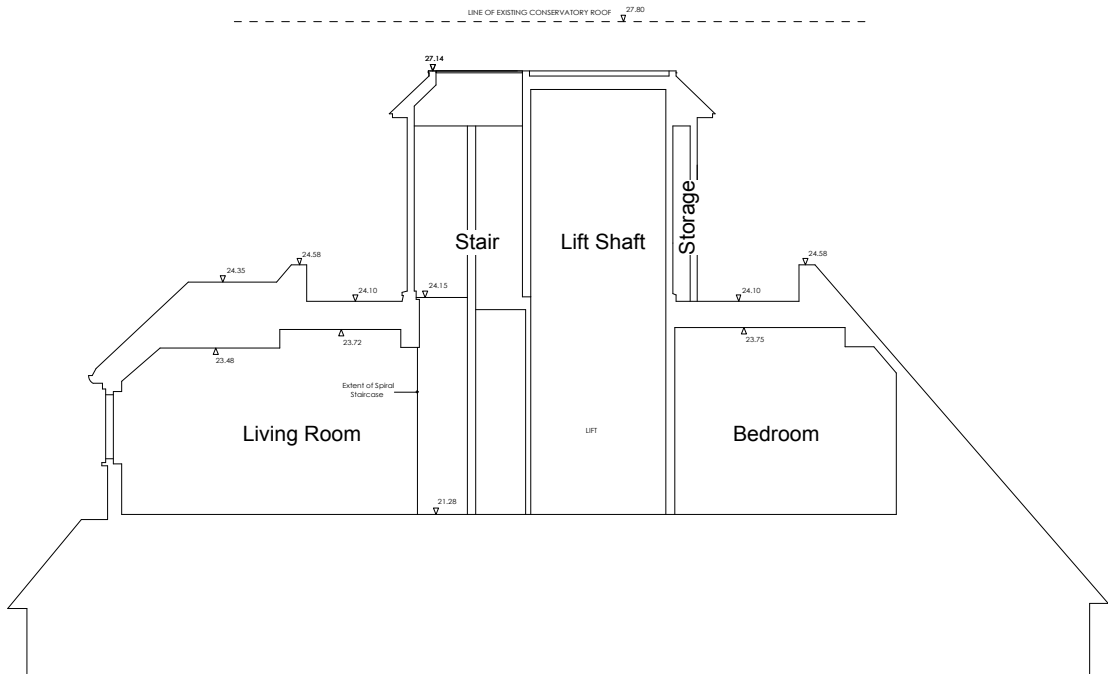 LINE OF EXISTING CONSERVATORY ROOF
27.80
27.14
Storage
Stair
Lift Shaft
24.58
24.58
24.35
24.10
24.15
24.10
23.72
23.75
23.48
Extent of Spiral
Staircase
Living Room
LIFT
Bedroom
21.28